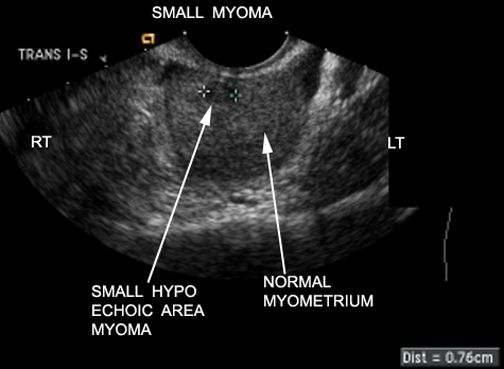 SMALL MYOMA
TRANS I-S
RT
LT
SMALL HYPO
ECHOIC AREA
MYOMA
NORMAL
MYOMETRIUM
Dist = 0.76cm